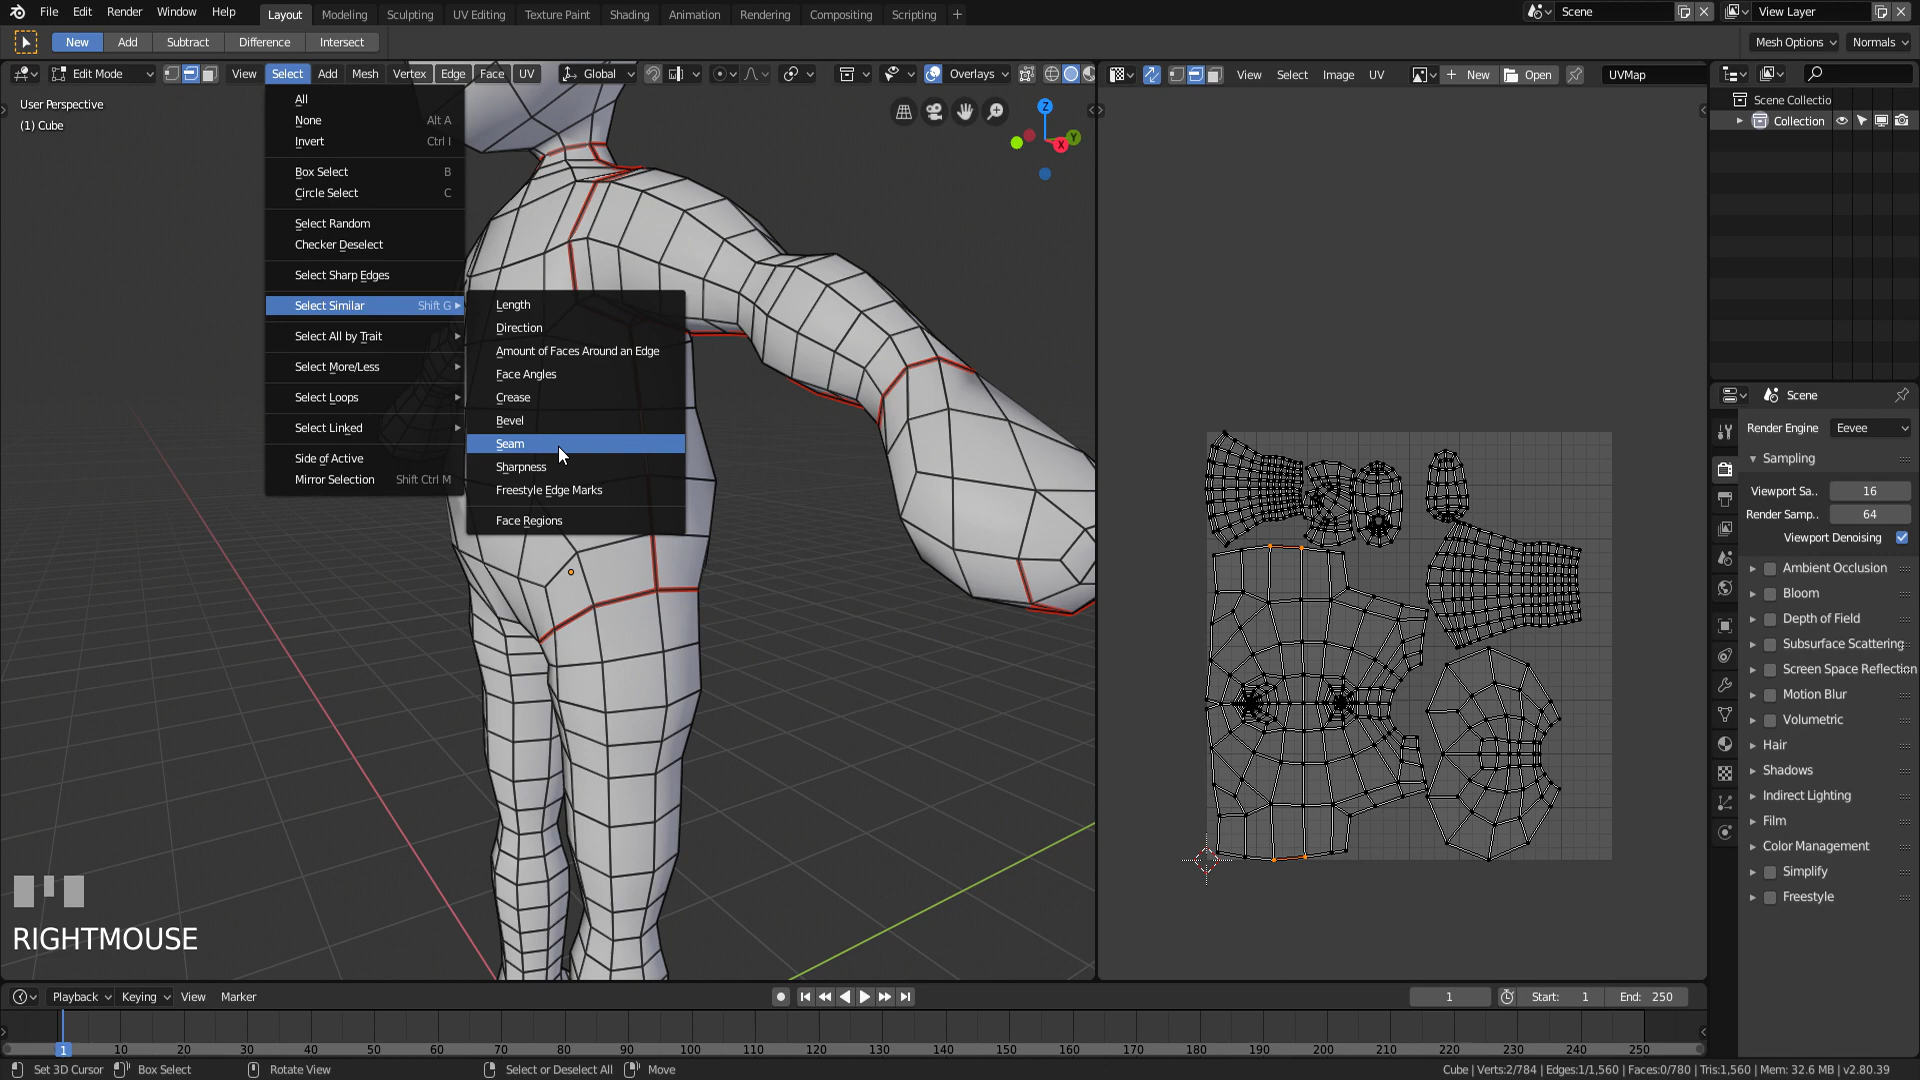 File Edit Render Window Help Layout Modeling Sculpting UV Editing Texture Paint Shading Animation Rendering Compositing Scripting + Scene View Layer
New Add Subtract Difference Intersect Mesh Options Normals
Edit Mode View Select Add Mesh Vertex Edge Face UV Global Overlays View Select Image UV New Open UVMap
User Perspective
(1) Cube
All
None Alt A
Invert Ctrl I
Box Select B
Circle Select C
Select Random
Checker Deselect
Select Sharp Edges
Select Similar Shift G
Select All by Trait
Select More/Less
Select Loops
Select Linked
Side of Active
Mirror Selection Shift Ctrl M
Length
Direction
Amount of Faces Around an Edge
Face Angles
Crease
Bevel
Seam
Sharpness
Freestyle Edge Marks
Face Regions
Z
Y
X
Scene Collectio
Collection
Scene
Render Engine Eevee
Sampling
Viewport Sa.. 16
Render Samp.. 64
Viewport Denoising
Ambient Occlusion
Bloom
Depth of Field
Subsurface Scattering
Screen Space Reflection
Motion Blur
Volumetric
Hair
Shadows
Indirect Lighting
Film
Color Management
Simplify
Freestyle
RIGHTMOUSE
Playback Keying View Marker 1 Start: 1 End: 250
1 10 20 30 40 50 60 70 80 90 100 110 120 130 140 150 160 170 180 190 200 210 220 230 240 250
Set 3D Cursor Box Select Rotate View Select or Deselect All Move Cube | Verts:2/784 | Edges:1/1,560 | Faces:0/780 | Tris:1,560 | Mem: 32.6 MB | v2.80.39